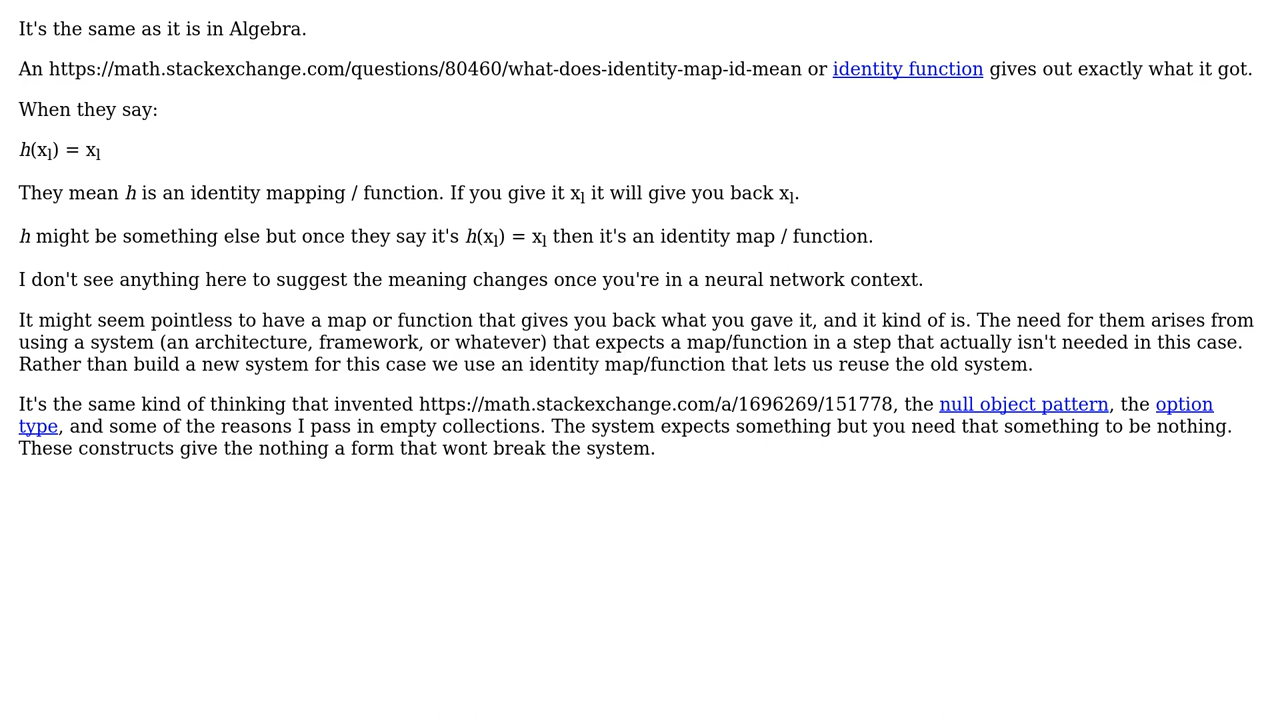 It's the same as it is in Algebra.
An https://math.stackexchange.com/questions/80460/what-does-identity-map-id-mean or identity function gives out exactly what it got.
When they say:
h(xl) = xl
They mean h is an identity mapping / function. If you give it xl it will give you back xl.
h might be something else but once they say it's h(xl) = xl then it's an identity map / function.
I don't see anything here to suggest the meaning changes once you're in a neural network context.
It might seem pointless to have a map or function that gives you back what you gave it, and it kind of is. The need for them arises from
using a system (an architecture, framework, or whatever) that expects a map/function in a step that actually isn't needed in this case.
Rather than build a new system for this case we use an identity map/function that lets us reuse the old system.
It's the same kind of thinking that invented https://math.stackexchange.com/a/1696269/151778, the null object pattern, the option
type, and some of the reasons I pass in empty collections. The system expects something but you need that something to be nothing.
These constructs give the nothing a form that wont break the system.